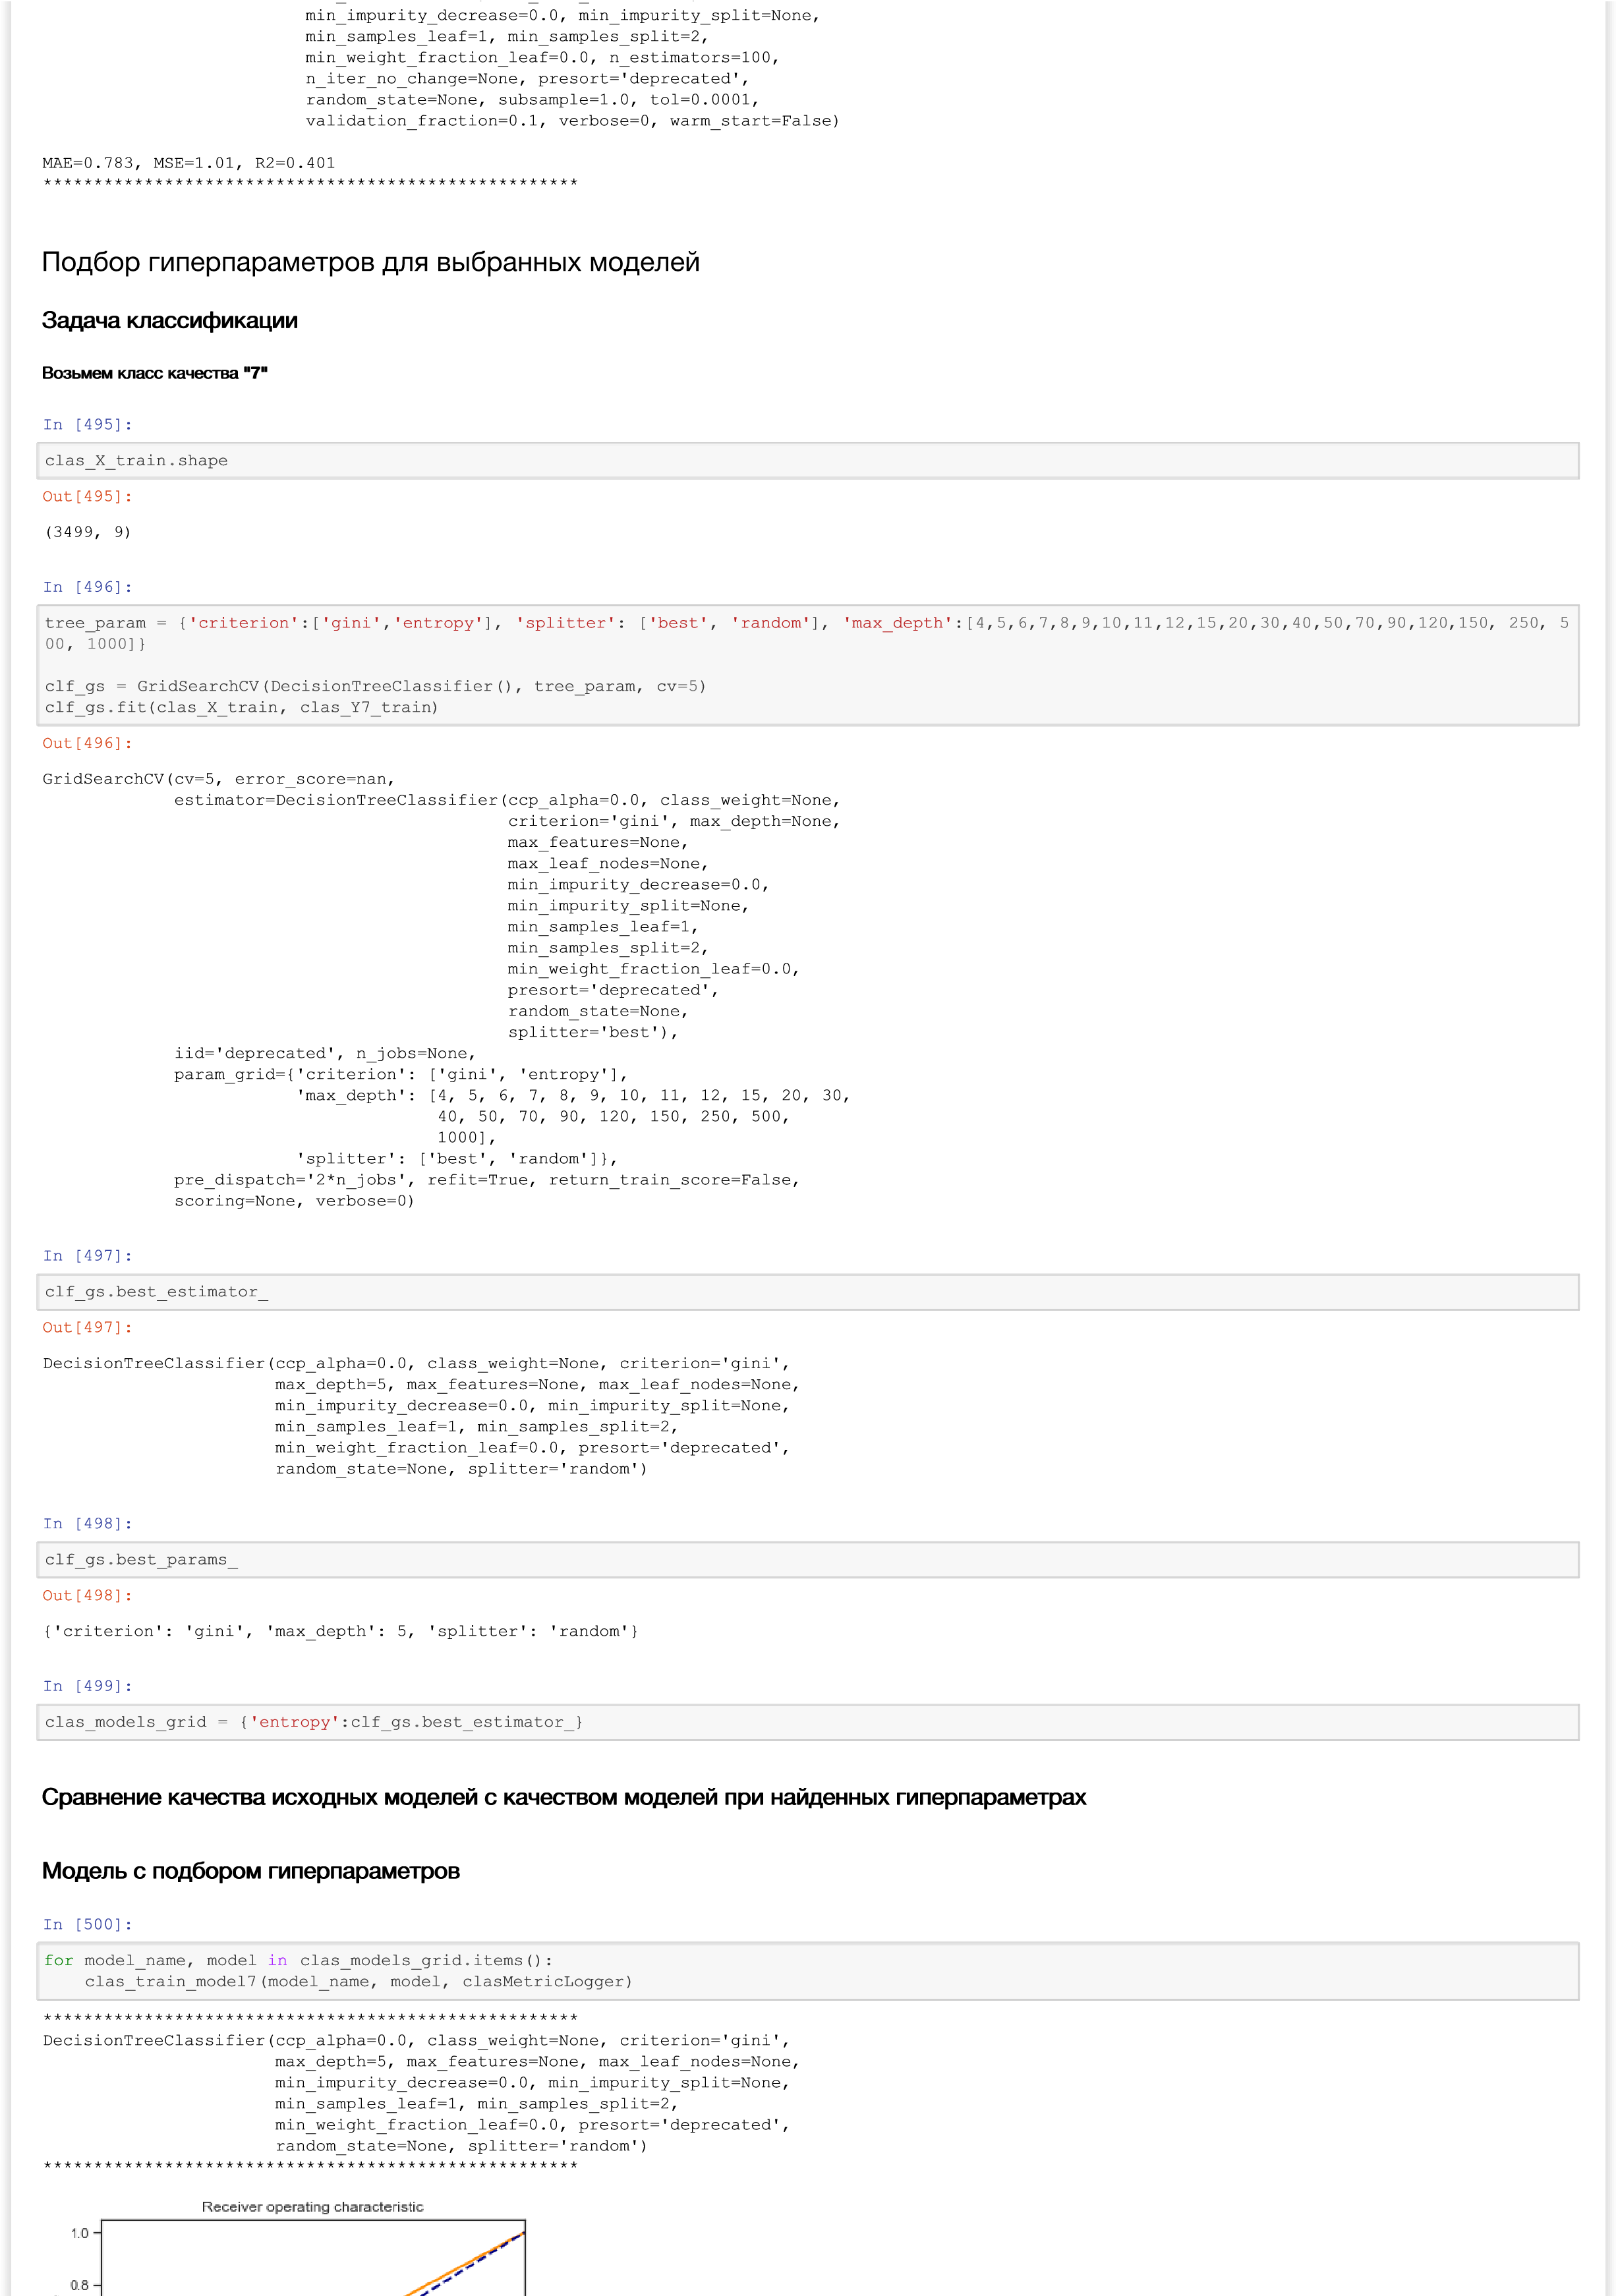 min_impurity_decrease=0.0, min_impurity_split=None,
min_samples_leaf=1, min_samples_split=2,
min_weight_fraction_leaf=0.0, n_estimators=100,
n_iter_no_change=None, presort='deprecated',
random_state=None, subsample=1.0, tol=0.0001,
validation_fraction=0.1, verbose=0, warm_start=False)
MAE=0.783, MSE=1.01, R2=0.401
*****************************************************
Подбор гиперпараметров для выбранных моделей
Задача классификации
Возьмем класс качества "7"
In [495]:
clas_X_train.shape
Out[495]:
(3499, 9)
In [496]:
tree_param = {'criterion':['gini','entropy'], 'splitter': ['best', 'random'], 'max_depth':[4,5,6,7,8,9,10,11,12,15,20,30,40,50,70,90,120,150, 250, 5
00, 1000]}
clf_gs = GridSearchCV(DecisionTreeClassifier(), tree_param, cv=5)
clf_gs.fit(clas_X_train, clas_Y7_train)
Out[496]:
GridSearchCV(cv=5, error_score=nan,
estimator=DecisionTreeClassifier(ccp_alpha=0.0, class_weight=None,
criterion='gini', max_depth=None,
max_features=None,
max_leaf_nodes=None,
min_impurity_decrease=0.0,
min_impurity_split=None,
min_samples_leaf=1,
min_samples_split=2,
min_weight_fraction_leaf=0.0,
presort='deprecated',
random_state=None,
splitter='best'),
iid='deprecated', n_jobs=None,
param_grid={'criterion': ['gini', 'entropy'],
'max_depth': [4, 5, 6, 7, 8, 9, 10, 11, 12, 15, 20, 30,
40, 50, 70, 90, 120, 150, 250, 500,
1000],
'splitter': ['best', 'random']},
pre_dispatch='2*n_jobs', refit=True, return_train_score=False,
scoring=None, verbose=0)
In [497]:
clf_gs.best_estimator_
Out[497]:
DecisionTreeClassifier(ccp_alpha=0.0, class_weight=None, criterion='gini',
max_depth=5, max_features=None, max_leaf_nodes=None,
min_impurity_decrease=0.0, min_impurity_split=None,
min_samples_leaf=1, min_samples_split=2,
min_weight_fraction_leaf=0.0, presort='deprecated',
random_state=None, splitter='random')
In [498]:
clf_gs.best_params_
Out[498]:
{'criterion': 'gini', 'max_depth': 5, 'splitter': 'random'}
In [499]:
clas_models_grid = {'entropy':clf_gs.best_estimator_}
Сравнение качества исходных моделей с качеством моделей при найденных гиперпараметрах
Модель с подбором гиперпараметров
In [500]:
for model_name, model in clas_models_grid.items():
clas_train_model7(model_name, model, clasMetricLogger)
*****************************************************
DecisionTreeClassifier(ccp_alpha=0.0, class_weight=None, criterion='gini',
max_depth=5, max_features=None, max_leaf_nodes=None,
min_impurity_decrease=0.0, min_impurity_split=None,
min_samples_leaf=1, min_samples_split=2,
min_weight_fraction_leaf=0.0, presort='deprecated',
random_state=None, splitter='random')
*****************************************************
Receiver operating characteristic
1.0
0.8